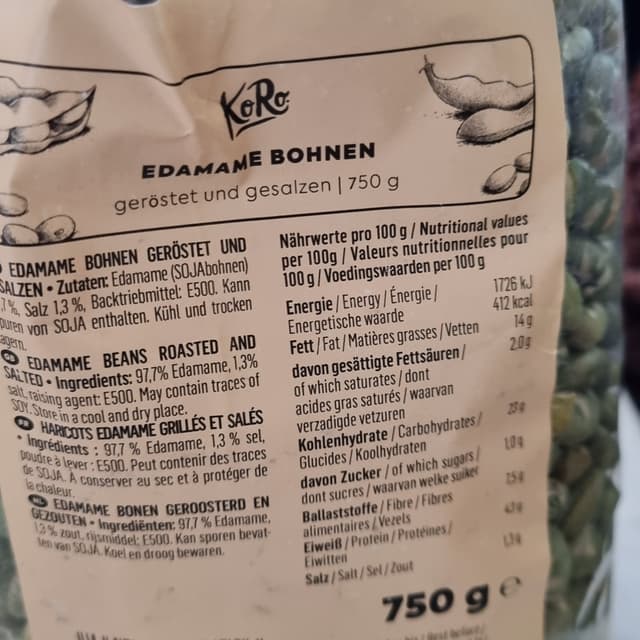 KoRo
EDAMAME BOHNEN
geröstet und gesalzen | 750 g
EDAMAME BOHNEN GERÖSTET UND
SALZEN • Zutaten: Edamame (SOJAbohnen)
7%, Salz 1,3 %, Backtriebmittel: E500. Kann
puren von SOJA enthalten. Kühl und trocken
agern.
EDAMAME BEANS ROASTED AND
SALTED • Ingredients: 97,7% Edamame, 1,3%
salt, raising agent: E500. May contain traces of
SOY. Store in a cool and dry place.
HARICOTS EDAMAME GRILLÉS ET SALÉS
• Ingrédients : 97,7 % Edamame, 1,3 % sel,
poudre à lever : E500. Peut contenir des traces
de SOJA. À conserver au sec et à protéger de
la chaleur.
EDAMAME BONEN GEROOSTERD EN
GEZOUTEN • Ingrediënten: 97,7 % Edamame,
1,3 % zout, rijsmiddel: E500. Kan sporen bevat-
ten van SOJA. Koel en droog bewaren.
Nährwerte pro 100 g / Nutritional values
per 100g / Valeurs nutritionnelles pour
100 g / Voedingswaarden per 100 g
Energie / Energy / Énergie / 1726 kJ
Energetische waarde 412 kcal
Fett / Fat / Matières grasses / Vetten 14 g
davon gesättigte Fettsäuren / 2,0 g
of which saturates / dont
acides gras saturés / waarvan
verzadigde vetzuren
Kohlenhydrate / Carbohydrates /
Glucides / Koolhydraten
davon Zucker / of which sugars /
dont sucres / waarvan welke suiker
Ballaststoffe / Fibre / Fibres
alimentaires / Vezels
Eiweiß / Protein / Protéines /
Eiwitten
Salz / Salt / Sel / Zout
750 g e